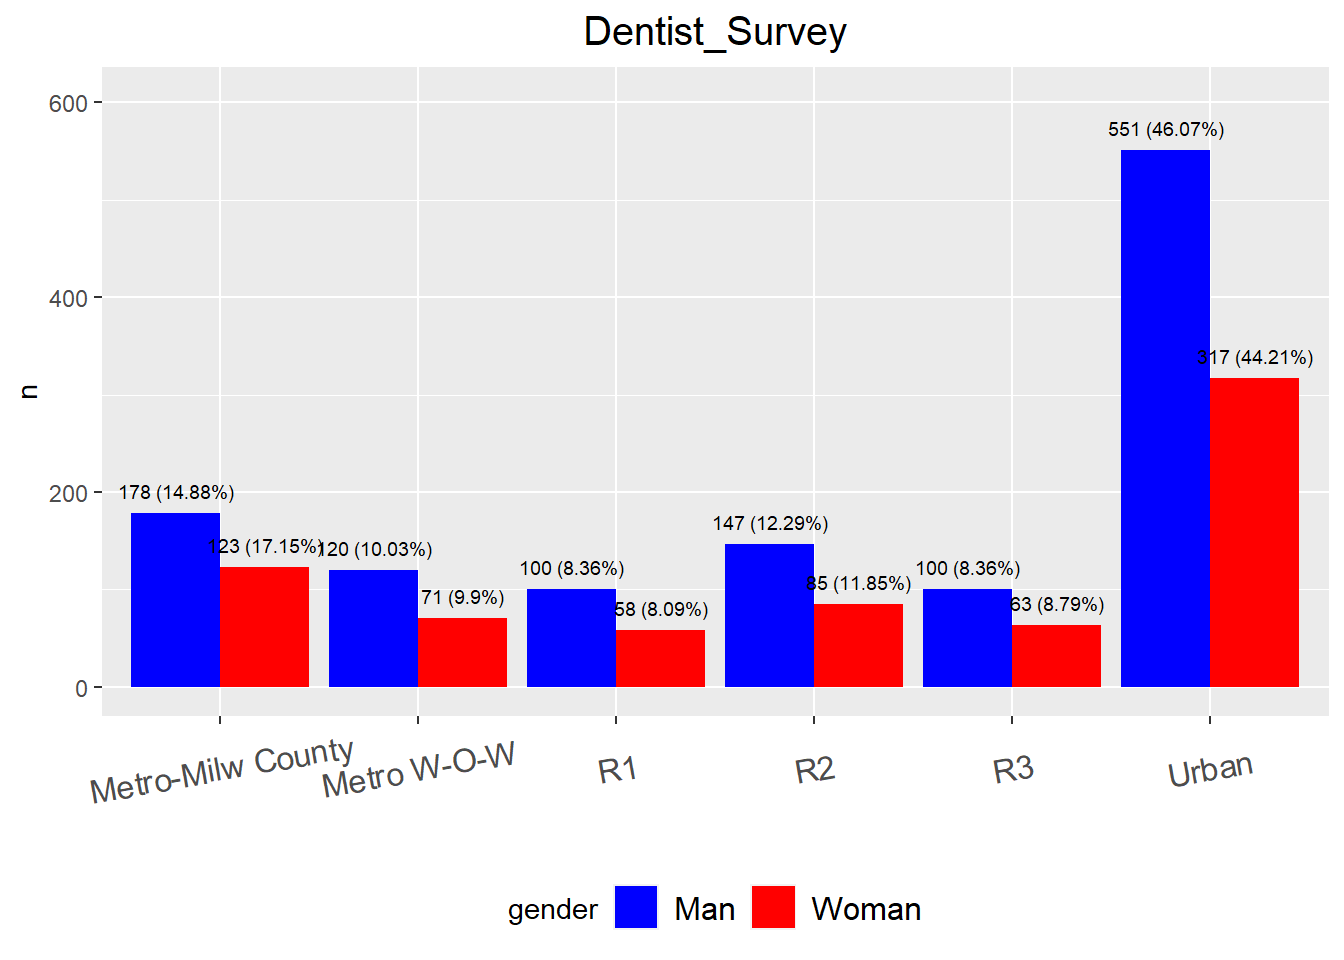 Dentist_Survey
600
400
200
0
n
551 (46.07%)
317 (44.21%)
178 (14.88%)
123 (17.15%)
120 (10.03%)
71 (9.9%)
100 (8.36%)
58 (8.09%)
147 (12.29%)
85 (11.85%)
100 (8.36%)
63 (8.79%)
Metro-Milw County
Metro W-O-W
R1
R2
R3
Urban
gender Man Woman